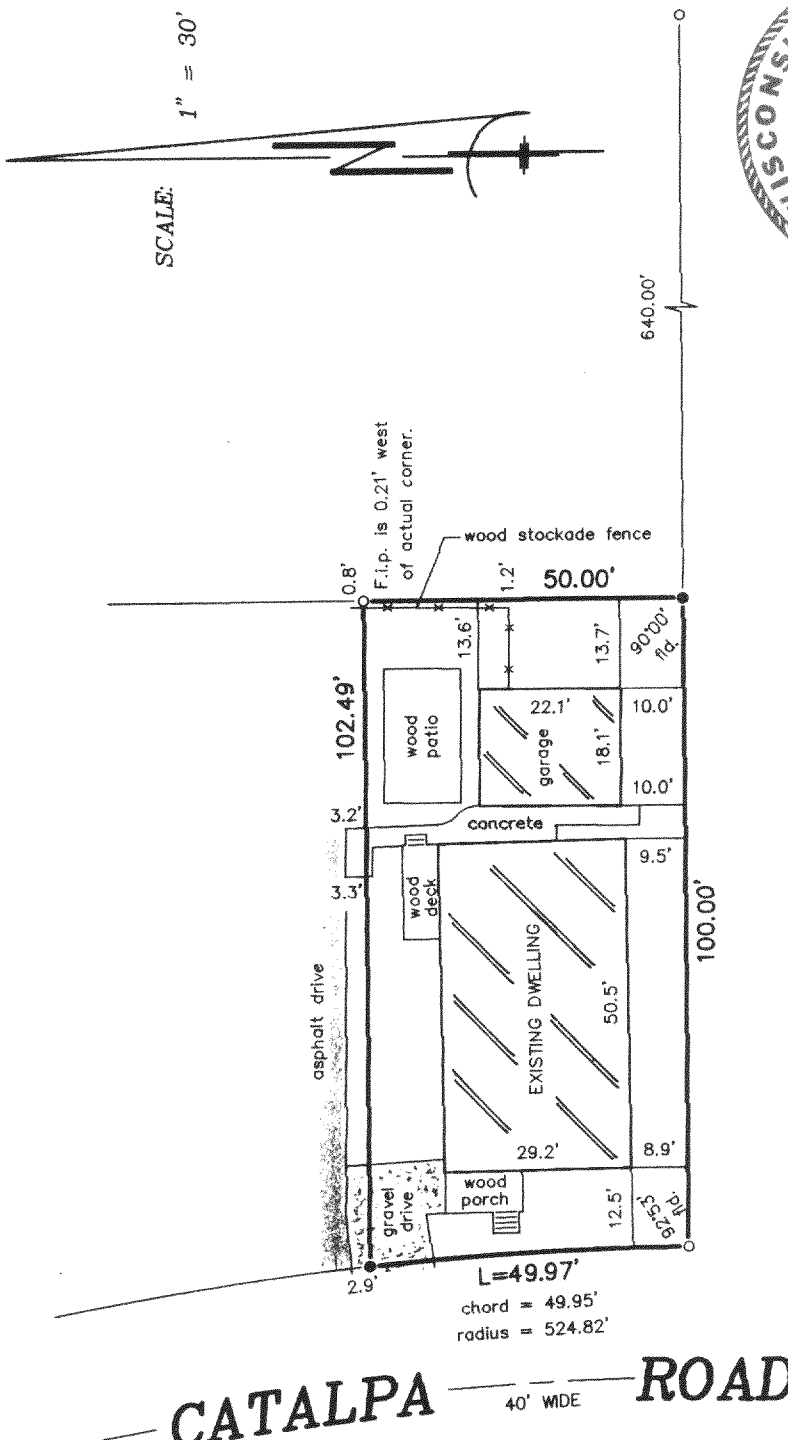 SCALE: 1" = 30'
N
ISCONS
640.00'
F.i.p. is 0.21' west
of actual corner.
0.8'
wood stockade fence
1.2'
50.00'
102.49'
13.6'
13.7'
90°00'
fld.
wood
patio
22.1'
garage
18.1'
10.0'
10.0'
3.2'
concrete
3.3'
wood
deck
9.5'
asphalt drive
EXISTING DWELLING
50.5'
100.00'
29.2'
8.9'
gravel
drive
wood
porch
12.5'
92°53'
fld.
2.9'
L=49.97'
chord = 49.95'
radius = 524.82'
CATALPA ROAD
40' WIDE